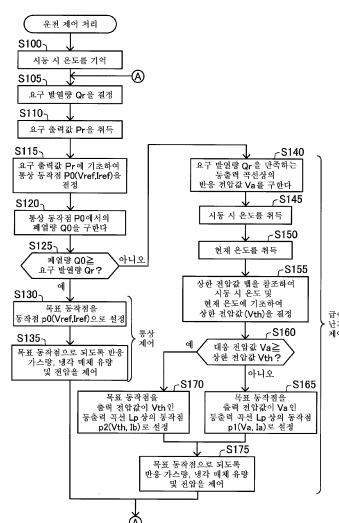 운전 제어 처리
S100
시동 시 온도를 기억
A
S105
요구 발열량 Qr을 결정
S110
요구 출력값 Pr을 취득
S115
요구 출력값 Pr에 기초하여
통상 동작점 P0(Vref,Iref)을
결정
S120
통상 동작점 P0에서의
폐열량 Q0을 구한다
S125
폐열량 Q0≧
요구 발열량 Qr?
아니오
예
S130
목표 동작점을
동작점 p0(Vref,Iref)으로 설정
S135
목표 동작점으로 되도록 반응
가스량, 냉각 매체 유량
및 전압을 제어
통상
제어
S140
요구 발열량 Qr을 만족하는
등출력 곡선상의
반응 전압값 Va를 구한다
S145
시동 시 온도를 취득
S150
현재 온도를 취득
S155
상한 전압값 맵을 참조하여
시동 시 온도 및
현재 온도에 기초하여
상한 전압값(Vth)을 결정
S160
대응 전압값 Va≧
상한 전압값 Vth?
예
아니오
S170
목표 동작점을
출력 전압값이 Vth인
등출력 곡선 Lp 상의 동작점
p2(Vth, Ib)로 설정
S165
목표 동작점을
출력 전압값이 Va인
등출력 곡선 Lp 상의 동작점
p1(Va, Ia)로 설정
S175
목표 동작점으로 되도록
반응 가스량, 냉각 매체 유량
및 전압을 제어
A